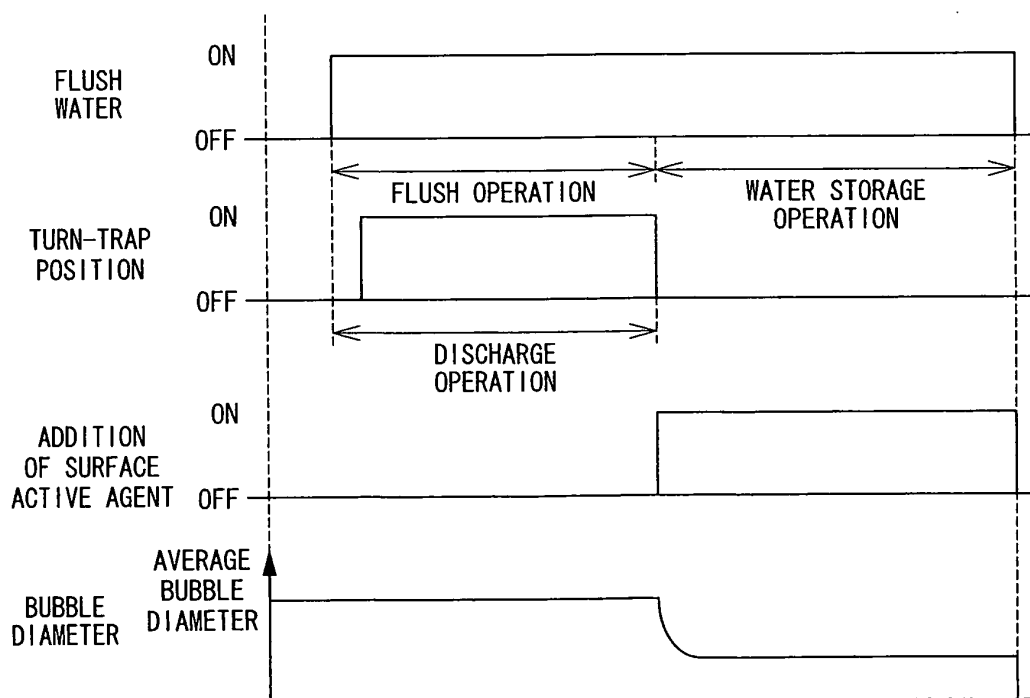 ON
FLUSH
WATER
OFF
FLUSH OPERATION
WATER STORAGE
OPERATION
ON
TURN-TRAP
POSITION
OFF
DISCHARGE
OPERATION
ON
ADDITION
OF SURFACE
ACTIVE AGENT
OFF
AVERAGE
BUBBLE
DIAMETER
BUBBLE
DIAMETER